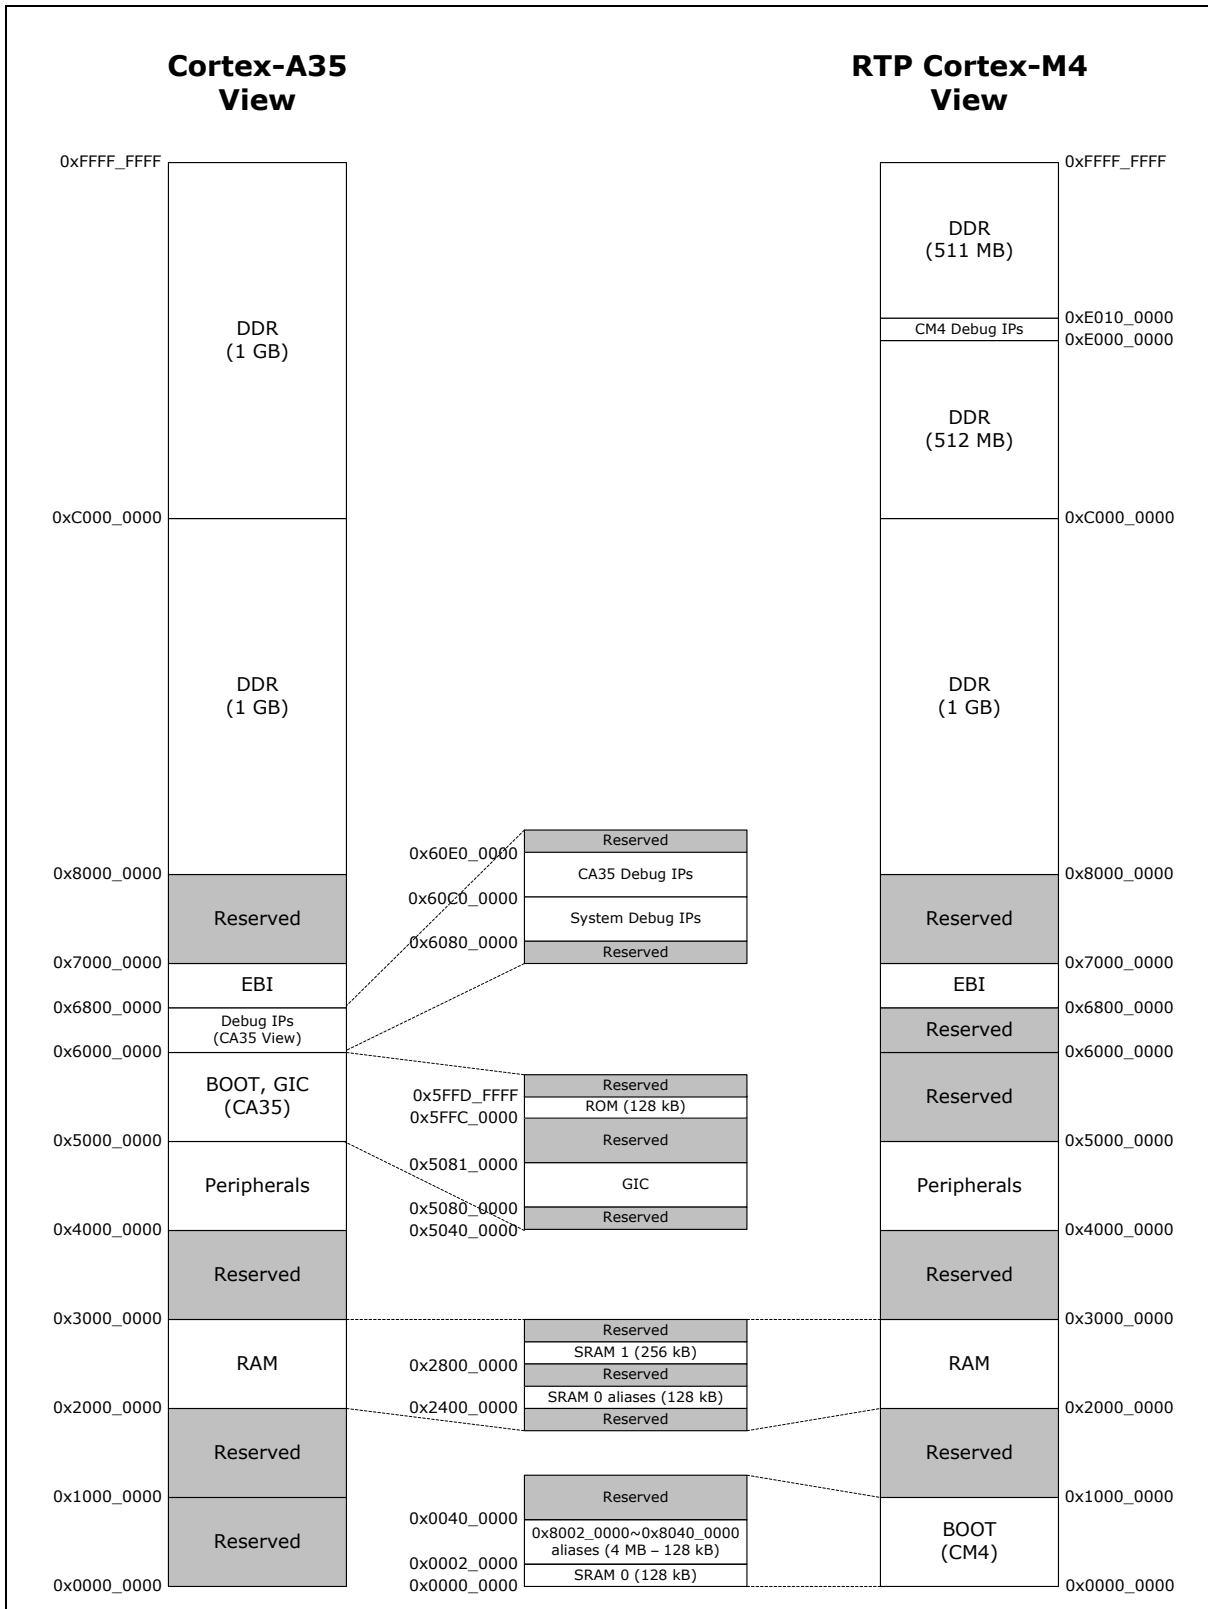 Cortex-A35
View
RTP Cortex-M4
View
0xFFFF_FFFF
DDR
(1 GB)
0xC000_0000
DDR
(1 GB)
0x8000_0000
Reserved
0x7000_0000
EBI
0x6800_0000
Debug IPs
(CA35 View)
0x6000_0000
BOOT, GIC
(CA35)
0x5000_0000
Peripherals
0x4000_0000
Reserved
0x3000_0000
RAM
0x2000_0000
Reserved
0x1000_0000
Reserved
0x0000_0000
Reserved
0x60E0_0000
CA35 Debug IPs
0x60C0_0000
System Debug IPs
0x6080_0000
Reserved
Reserved
0x5FFD_FFFF
ROM (128 kB)
0x5FFC_0000
Reserved
0x5081_0000
GIC
0x5080_0000
Reserved
0x5040_0000
Reserved
SRAM 1 (256 kB)
0x2800_0000
Reserved
SRAM 0 aliases (128 kB)
0x2400_0000
Reserved
Reserved
0x0040_0000
0x8002_0000~0x8040_0000
aliases (4 MB – 128 kB)
0x0002_0000
SRAM 0 (128 kB)
0x0000_0000
0xFFFF_FFFF
DDR
(511 MB)
0xE010_0000
CM4 Debug IPs
0xE000_0000
DDR
(512 MB)
0xC000_0000
DDR
(1 GB)
0x8000_0000
Reserved
0x7000_0000
EBI
0x6800_0000
Reserved
0x6000_0000
Reserved
0x5000_0000
Peripherals
0x4000_0000
Reserved
0x3000_0000
RAM
0x2000_0000
Reserved
0x1000_0000
BOOT
(CM4)
0x0000_0000